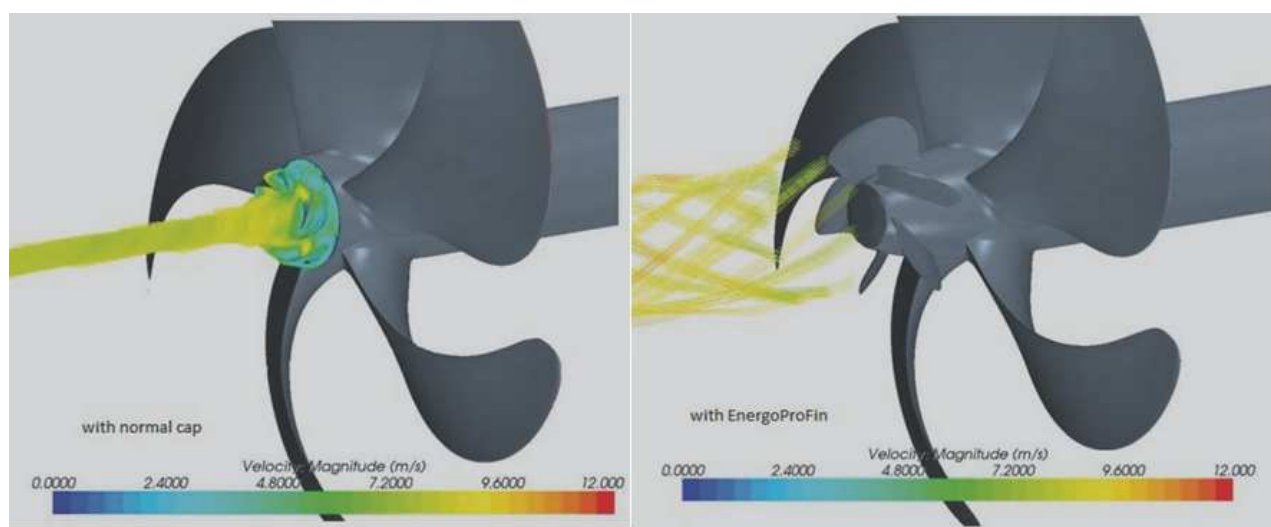 with normal cap
Velocity: Magnitude (m/s)
0.0000 2.4000 4.8000 7.2000 9.6000 12.000
with EnergoProFin
Velocity: Magnitude (m/s)
0.0000 2.4000 4.8000 7.2000 9.6000 12.000